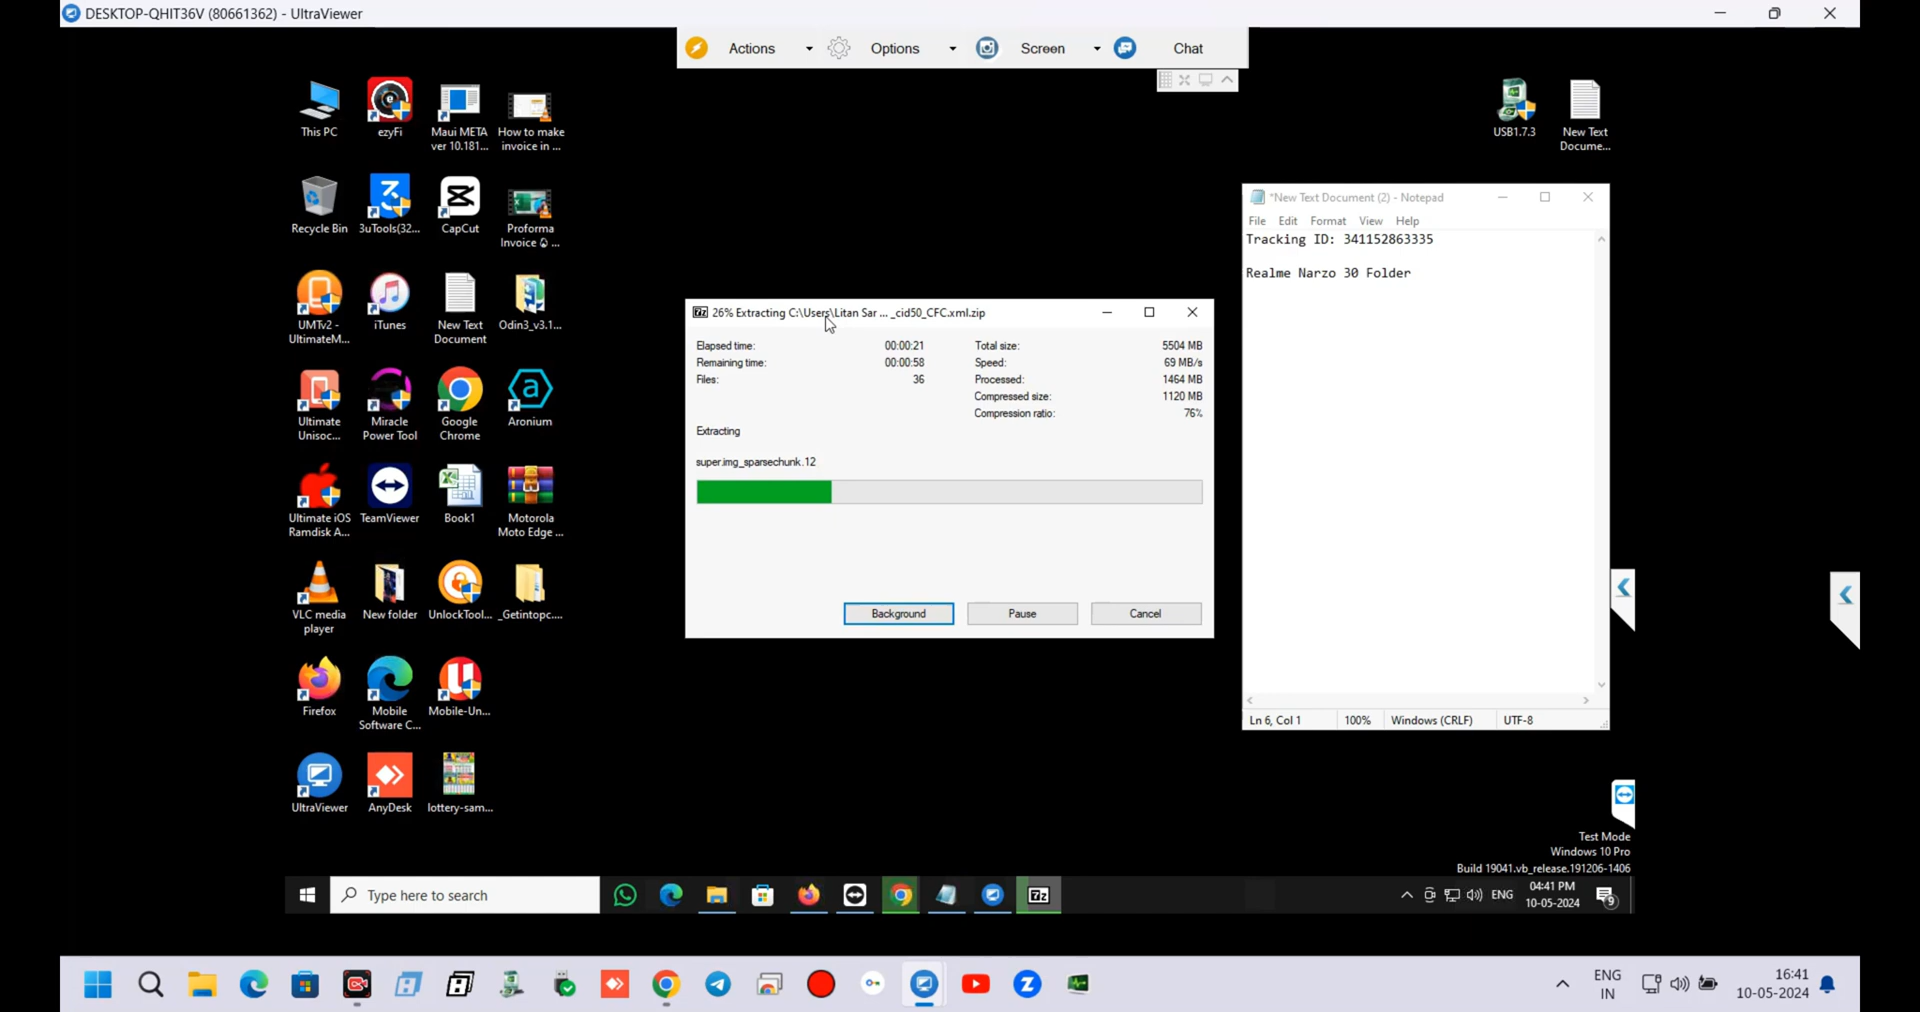 DESKTOP-QHIT36V (80661362) - UltraViewer
Actions
Options
Screen
Chat
This PC
ezyFi
Maui META
ver 10.181...
How to make
invoice in ...
USB1.7.3
New Text
Docume...
Recycle Bin
3uTools(32...
CapCut
Proforma
Invoice ...
UMTv2 -
UltimateM...
iTunes
New Text
Document
Odin3_v3.1...
Ultimate
Unisoc...
Miracle
Power Tool
Google
Chrome
Aronium
Ultimate iOS
Ramdisk A...
TeamViewer
Book1
Motorola
Moto Edge ...
VLC media
player
New folder
UnlockTool...
_Getintopc....
Firefox
Mobile
Software C...
Mobile-Un...
UltraViewer
AnyDesk
lottery-sam...
26% Extracting C:\Users\Litan Sar ... _cid50_CFC.xml.zip
Elapsed time: 00:00:21
Remaining time: 00:00:58
Files: 36
Total size: 5504 MB
Speed: 69 MB/s
Processed: 1464 MB
Compressed size: 1120 MB
Compression ratio: 76%
Extracting
super.img_sparsechunk.12
Background
Pause
Cancel
*New Text Document (2) - Notepad
File Edit Format View Help
Tracking ID: 341152863335
Realme Narzo 30 Folder
Ln 6, Col 1
100%
Windows (CRLF)
UTF-8
Test Mode
Windows 10 Pro
Build 19041.vb_release.191206-1406
Type here to search
ENG
04:41 PM
10-05-2024
9
ENG
IN
16:41
10-05-2024